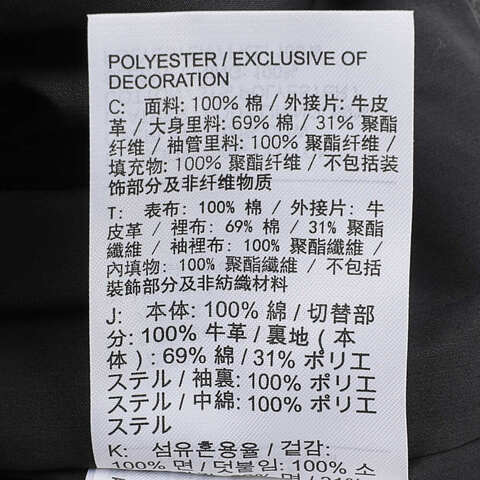 POLYESTER / EXCLUSIVE OF
DECORATION
C: 面料: 100% 棉 / 外接片: 牛皮
革 / 大身里料: 69% 棉 / 31% 聚酯
纤维 / 袖管里料: 100% 聚酯纤维 /
填充物: 100% 聚酯纤维 / 不包括装
饰部分及非纤维物质
T: 表布: 100% 棉 / 外接片: 牛
皮革 / 裡布: 69% 棉 / 31% 聚酯
纖維 / 袖裡布: 100% 聚酯纖維 /
內填物: 100% 聚酯纖維 / 不包括
裝飾部分及非紡織材料
J: 本体: 100% 綿 / 切替部
分: 100% 牛革 / 裏地 ( 本
体 ) : 69% 綿 / 31% ポリエ
ステル / 袖裏: 100% ポリエ
ステル / 中綿: 100% ポリエ
ステル
K: 섬유혼용율 / 겉감:
100% 면 / 덧붙임: 100% 소